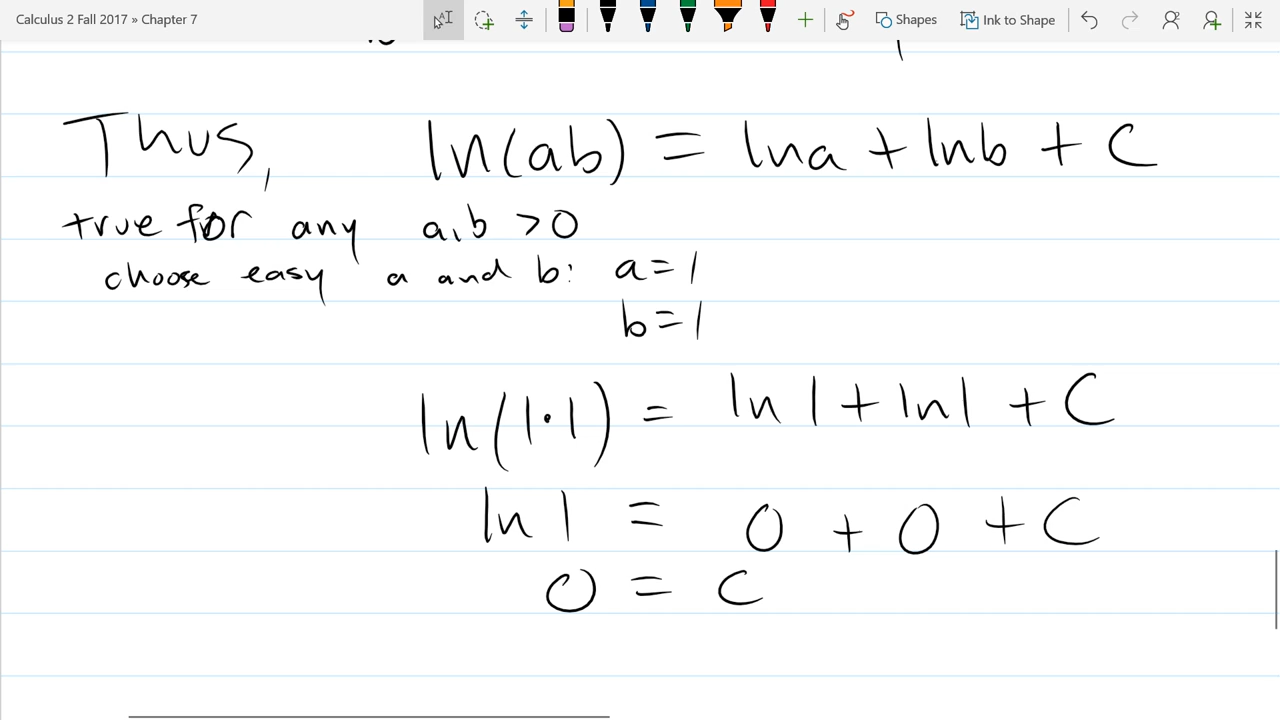 Calculus 2 Fall 2017 » Chapter 7
Shapes
Ink to Shape
Thus, ln(ab) = lna + lnb + C
true for any a,b >0
choose easy a and b: a=1
b=1
ln(1·1) = ln1 + ln1 + C
ln1 = 0 + 0 + C
0 = C